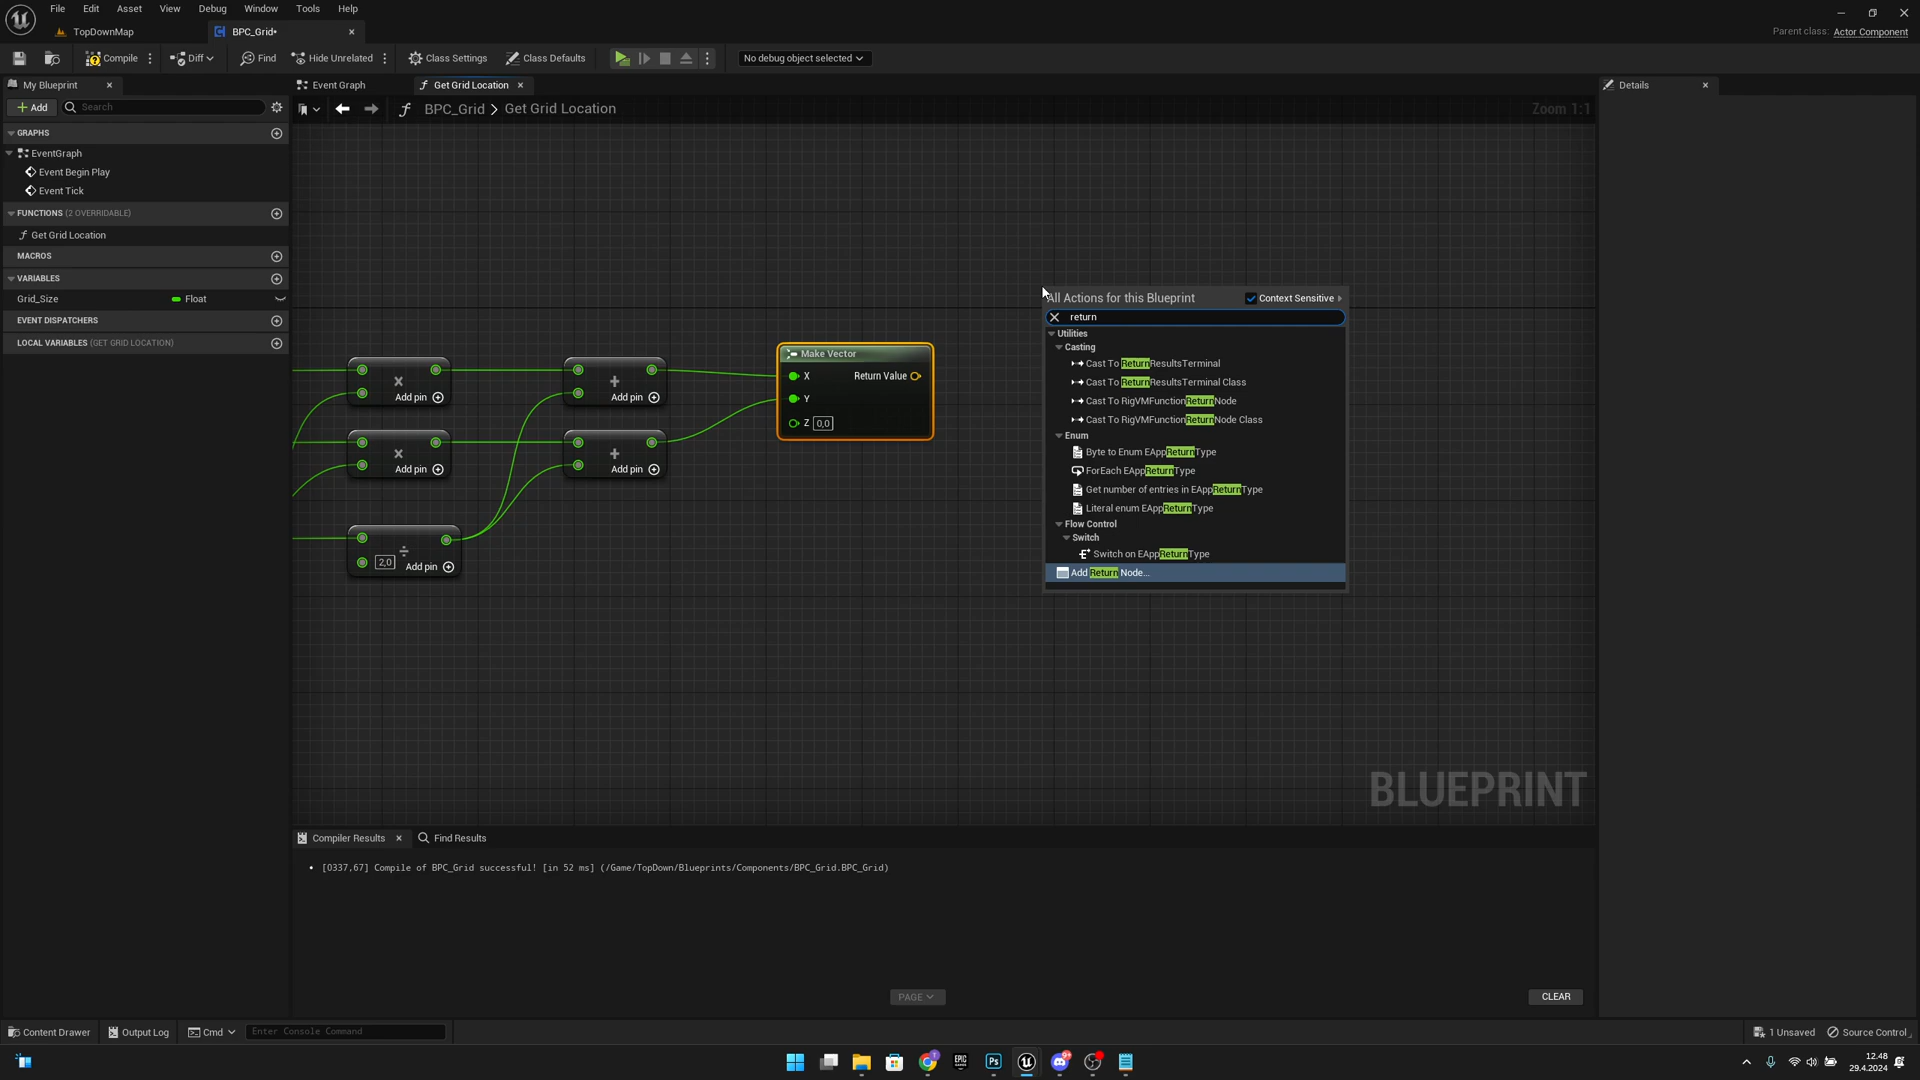 File Edit Asset View Window Debug Tools Help
TopDownMap
BPC_Grid•
Parent class: Actor Component
Compile Diff Find Hide Unrelated Class Settings Class Defaults No debug object selected
My Blueprint
Event Graph
Get Grid Location
Details
Add Search
BPC_Grid > Get Grid Location
Zoom 1:1
GRAPHS
EventGraph
Event Begin Play
Event Tick
FUNCTIONS (2 OVERRIDABLE)
Get Grid Location
MACROS
VARIABLES
Grid_Size Float
EVENT DISPATCHERS
LOCAL VARIABLES (GET GRID LOCATION)
Add pin
Add pin
Add pin
Add pin
2,0 Add pin
Make Vector
X Return Value
Y
Z 0,0
All Actions for this Blueprint Context Sensitive
return
Utilities
Casting
Cast To ReturnResultsTerminal
Cast To ReturnResultsTerminal Class
Cast To RigVMFunctionReturnNode
Cast To RigVMFunctionReturnNode Class
Enum
Byte to Enum EAppReturnType
ForEach EAppReturnType
Get number of entries in EAppReturnType
Literal enum EAppReturnType
Flow Control
Switch
Switch on EAppReturnType
Add Return Node...
BLUEPRINT
Compiler Results
Find Results
[0337,67] Compile of BPC_Grid successful! [in 52 ms] (/Game/TopDown/Blueprints/Components/BPC_Grid.BPC_Grid)
PAGE
CLEAR
Content Drawer Output Log Cmd Enter Console Command
1 Unsaved Source Control
12.48
29.4.2024